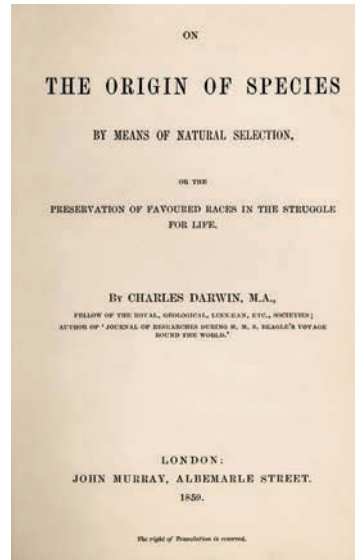 ON
THE ORIGIN OF SPECIES
BY MEANS OF NATURAL SELECTION,
OR THE
PRESERVATION OF FAVOURED RACES IN THE STRUGGLE
FOR LIFE.
BY CHARLES DARWIN, M.A.,
FELLOW OF THE ROYAL, GEOLOGICAL, LINNÆAN, ETC., SOCIETIES;
AUTHOR OF 'JOURNAL OF RESEARCHES DURING H. M. S. BEAGLE'S VOYAGE
ROUND THE WORLD.'
LONDON:
JOHN MURRAY, ALBEMARLE STREET.
1859.
The right of Translation is reserved.